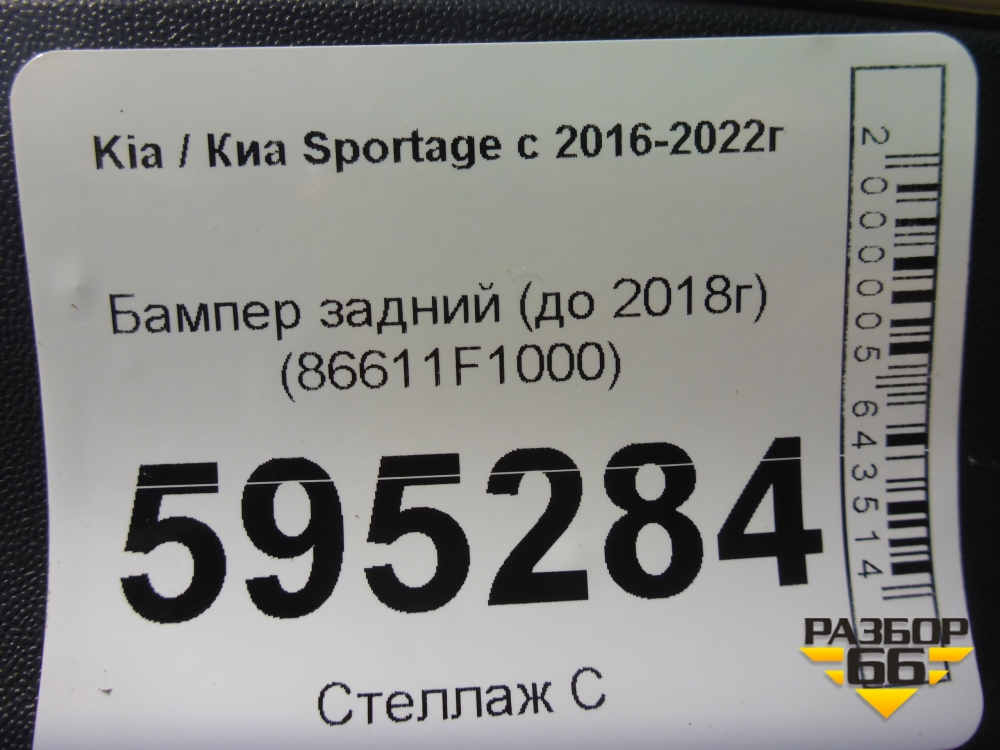 Kia / Киа Sportage с 2016-2022г
Бампер задний (до 2018г)
(86611F1000)
595284
Стеллаж С
2000005643514
РАЗБОР
66